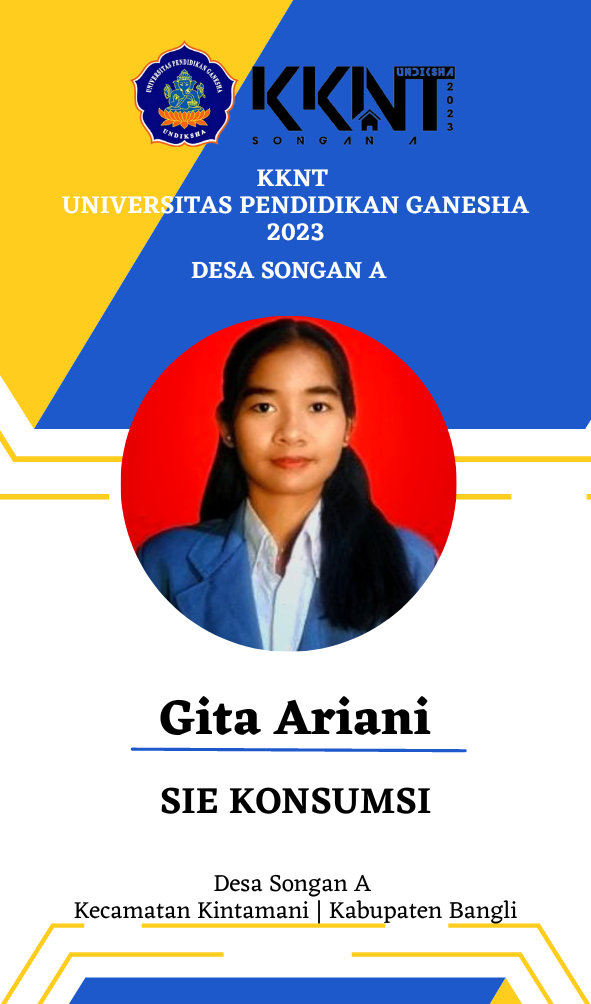 UNIVERSITAS PENDIDIKAN GANESHA
UNDIKSHA
KKNT
UNDIKSHA
2023
SONGAN A
KKNT
UNIVERSITAS PENDIDIKAN GANESHA
2023
DESA SONGAN A
Gita Ariani
SIE KONSUMSI
Desa Songan A
Kecamatan Kintamani | Kabupaten Bangli